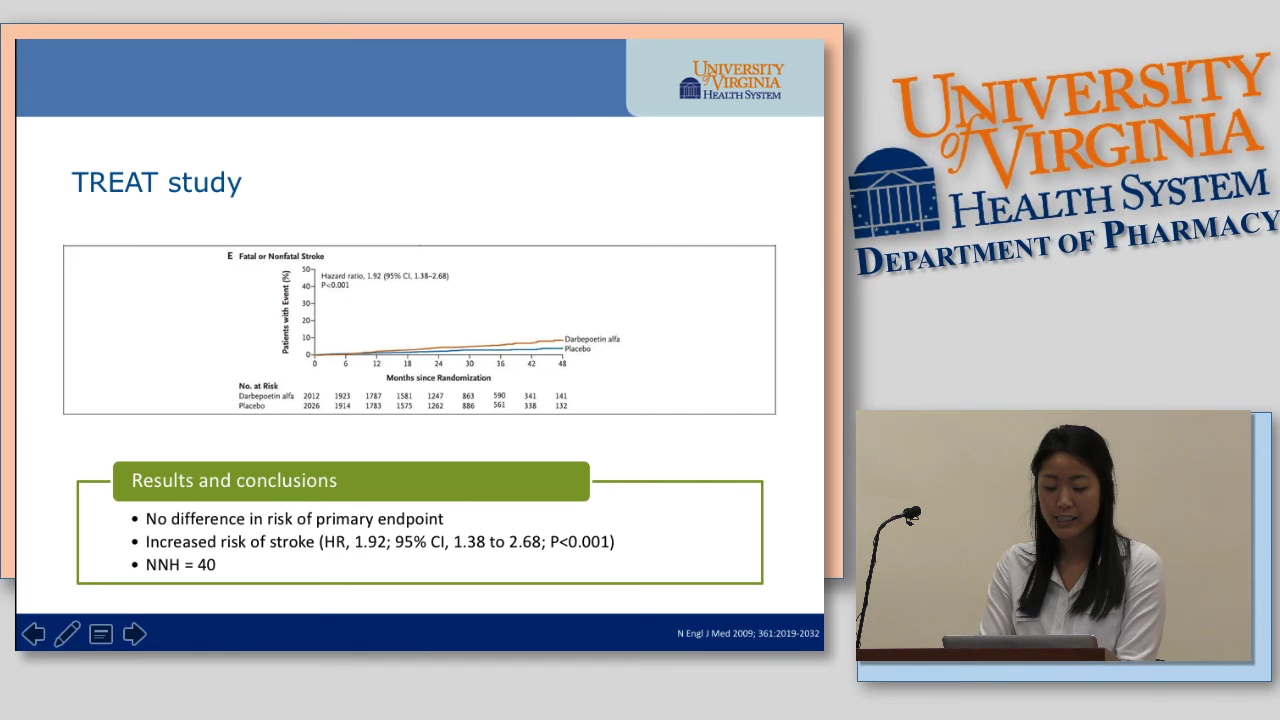 UNIVERSITY
of VIRGINIA
HEALTH SYSTEM
TREAT study
E Fatal or Nonfatal Stroke
Patients with Event (%)
50
40
30
20
10
0
Hazard ratio, 1.92 (95% CI, 1.38–2.68)
P<0.001
Darbepoetin alfa
Placebo
0 6 12 18 24 30 36 42 48
Months since Randomization
No. at Risk
Darbepoetin alfa 2012 1923 1787 1581 1247 863 590 341 141
Placebo 2026 1914 1783 1575 1262 886 561 338 132
Results and conclusions
• No difference in risk of primary endpoint
• Increased risk of stroke (HR, 1.92; 95% CI, 1.38 to 2.68; P<0.001)
• NNH = 40
N Engl J Med 2009; 361:2019-2032
UNIVERSITY
of VIRGINIA
HEALTH SYSTEM
DEPARTMENT OF PHARMACY